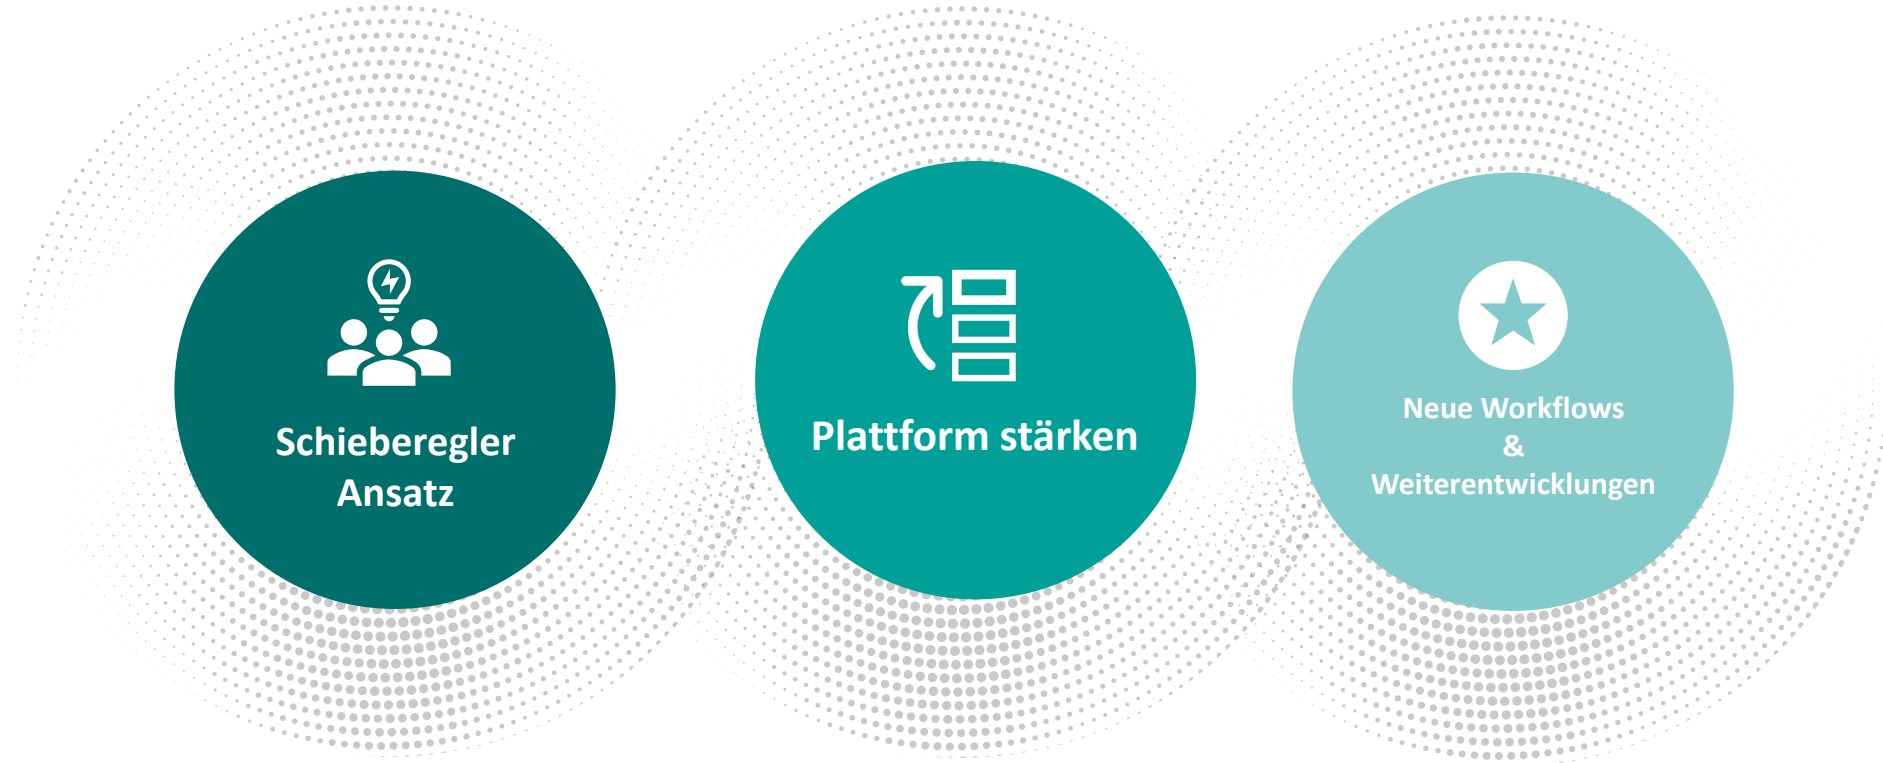 Schieberegler
Ansatz
Plattform stärken
Neue Workflows
&
Weiterentwicklungen